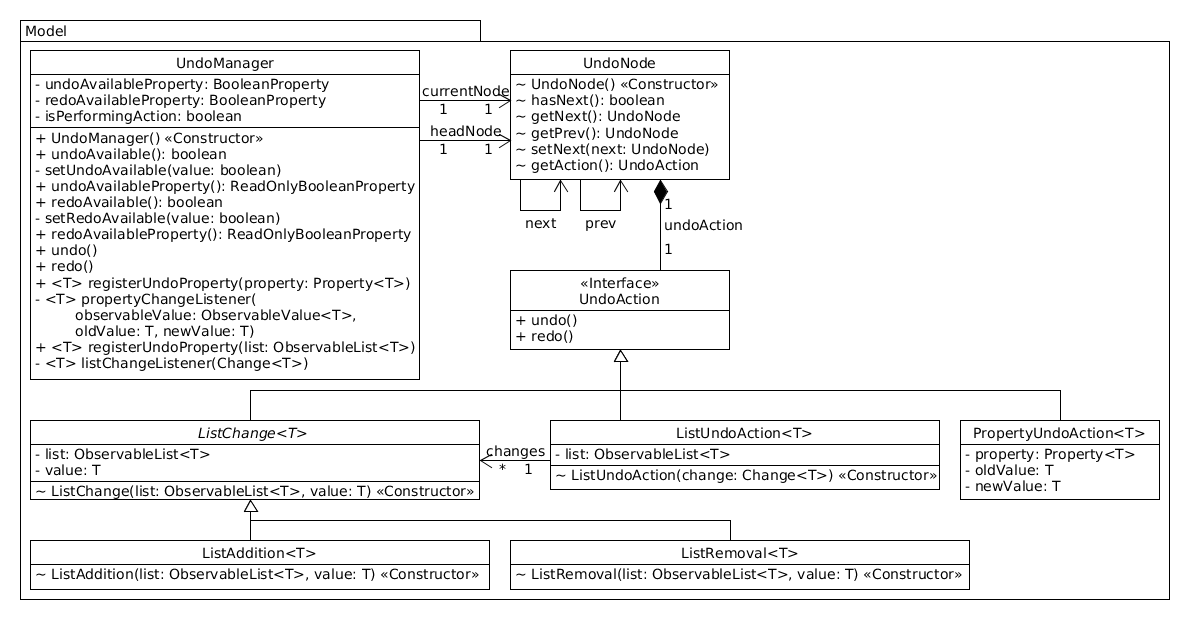 Model
UndoManager
- undoAvailableProperty: BooleanProperty
- redoAvailableProperty: BooleanProperty
- isPerformingAction: boolean
+ UndoManager() «Constructor»
+ undoAvailable(): boolean
- setUndoAvailable(value: boolean)
+ undoAvailableProperty(): ReadOnlyBooleanProperty
+ redoAvailable(): boolean
- setRedoAvailable(value: boolean)
+ redoAvailableProperty(): ReadOnlyBooleanProperty
+ undo()
+ redo()
+ <T> registerUndoProperty(property: Property<T>)
- <T> propertyChangeListener(
observableValue: ObservableValue<T>,
oldValue: T, newValue: T)
+ <T> registerUndoProperty(list: ObservableList<T>)
- <T> listChangeListener(Change<T>)
currentNode
1 1
headNode
1 1
UndoNode
~ UndoNode() «Constructor»
~ hasNext(): boolean
~ getNext(): UndoNode
~ getPrev(): UndoNode
~ setNext(next: UndoNode)
~ getAction(): UndoAction
next
prev
1
undoAction
1
«Interface»
UndoAction
+ undo()
+ redo()
ListChange<T>
- list: ObservableList<T>
- value: T
~ ListChange(list: ObservableList<T>, value: T) «Constructor»
changes
* 1
ListUndoAction<T>
- list: ObservableList<T>
~ ListUndoAction(change: Change<T>) «Constructor»
PropertyUndoAction<T>
- property: Property<T>
- oldValue: T
- newValue: T
ListAddition<T>
~ ListAddition(list: ObservableList<T>, value: T) «Constructor»
ListRemoval<T>
~ ListRemoval(list: ObservableList<T>, value: T) «Constructor»